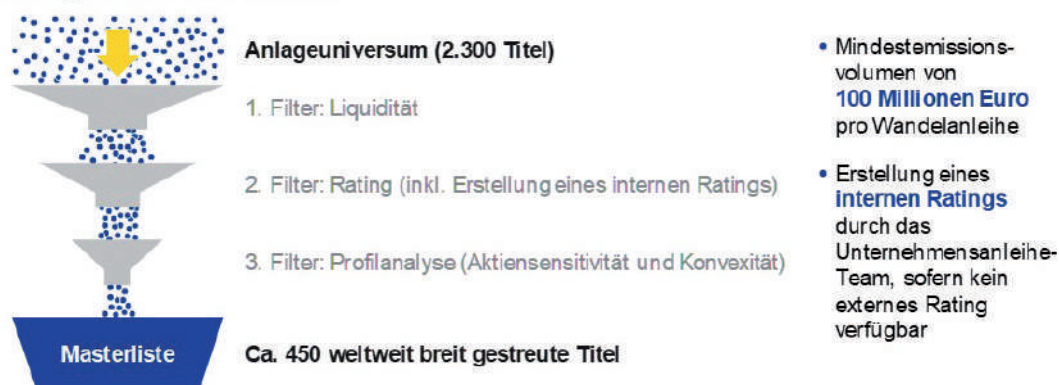 Anlageuniversum (2.300 Titel)
1. Filter: Liquidität
2. Filter: Rating (inkl. Erstellung eines internen Ratings)
3. Filter: Profilanalyse (Aktiensensitivität und Konvexität)
Masterliste
Ca. 450 weltweit breit gestreute Titel
• Mindestemissions-
volumen von
100 Millionen Euro
pro Wandelanleihe
• Erstellung eines
internen Ratings
durch das
Unternehmensanleihe-
Team, sofern kein
externes Rating
verfügbar